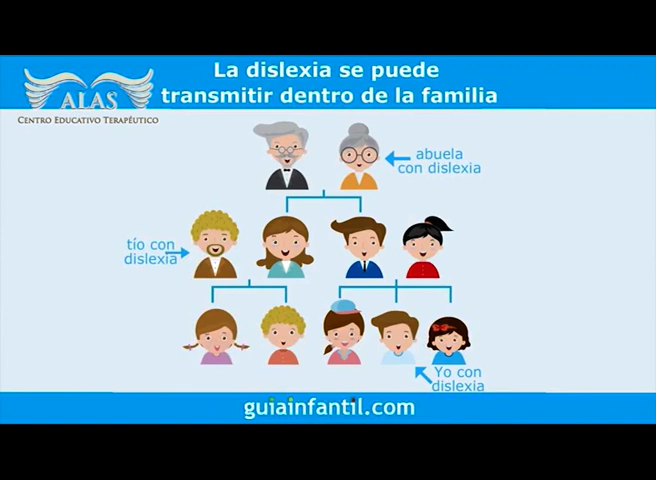 La dislexia se puede
transmitir dentro de la familia
ALAS
CENTRO EDUCATIVO TERAPÉUTICO
abuela
con dislexia
tío con
dislexia
Yo con
dislexia
guiainfantil.com